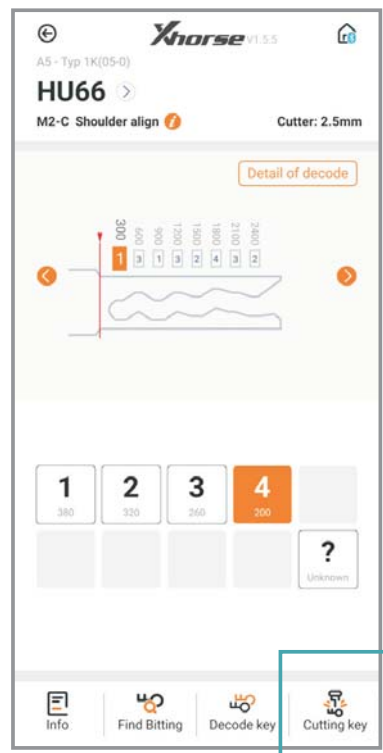 Xhorse V1.5.5
A5 - Typ 1K(05-0)
HU66
M2-C Shoulder align i Cutter: 2.5mm
Detail of decode
300 600 900 1200 1500 1800 2100 2400
1 3 1 3 2 4 3 2
1 2 3 4
380 320 260 200
?
Unknown
Info Find Bitting Decode key Cutting key